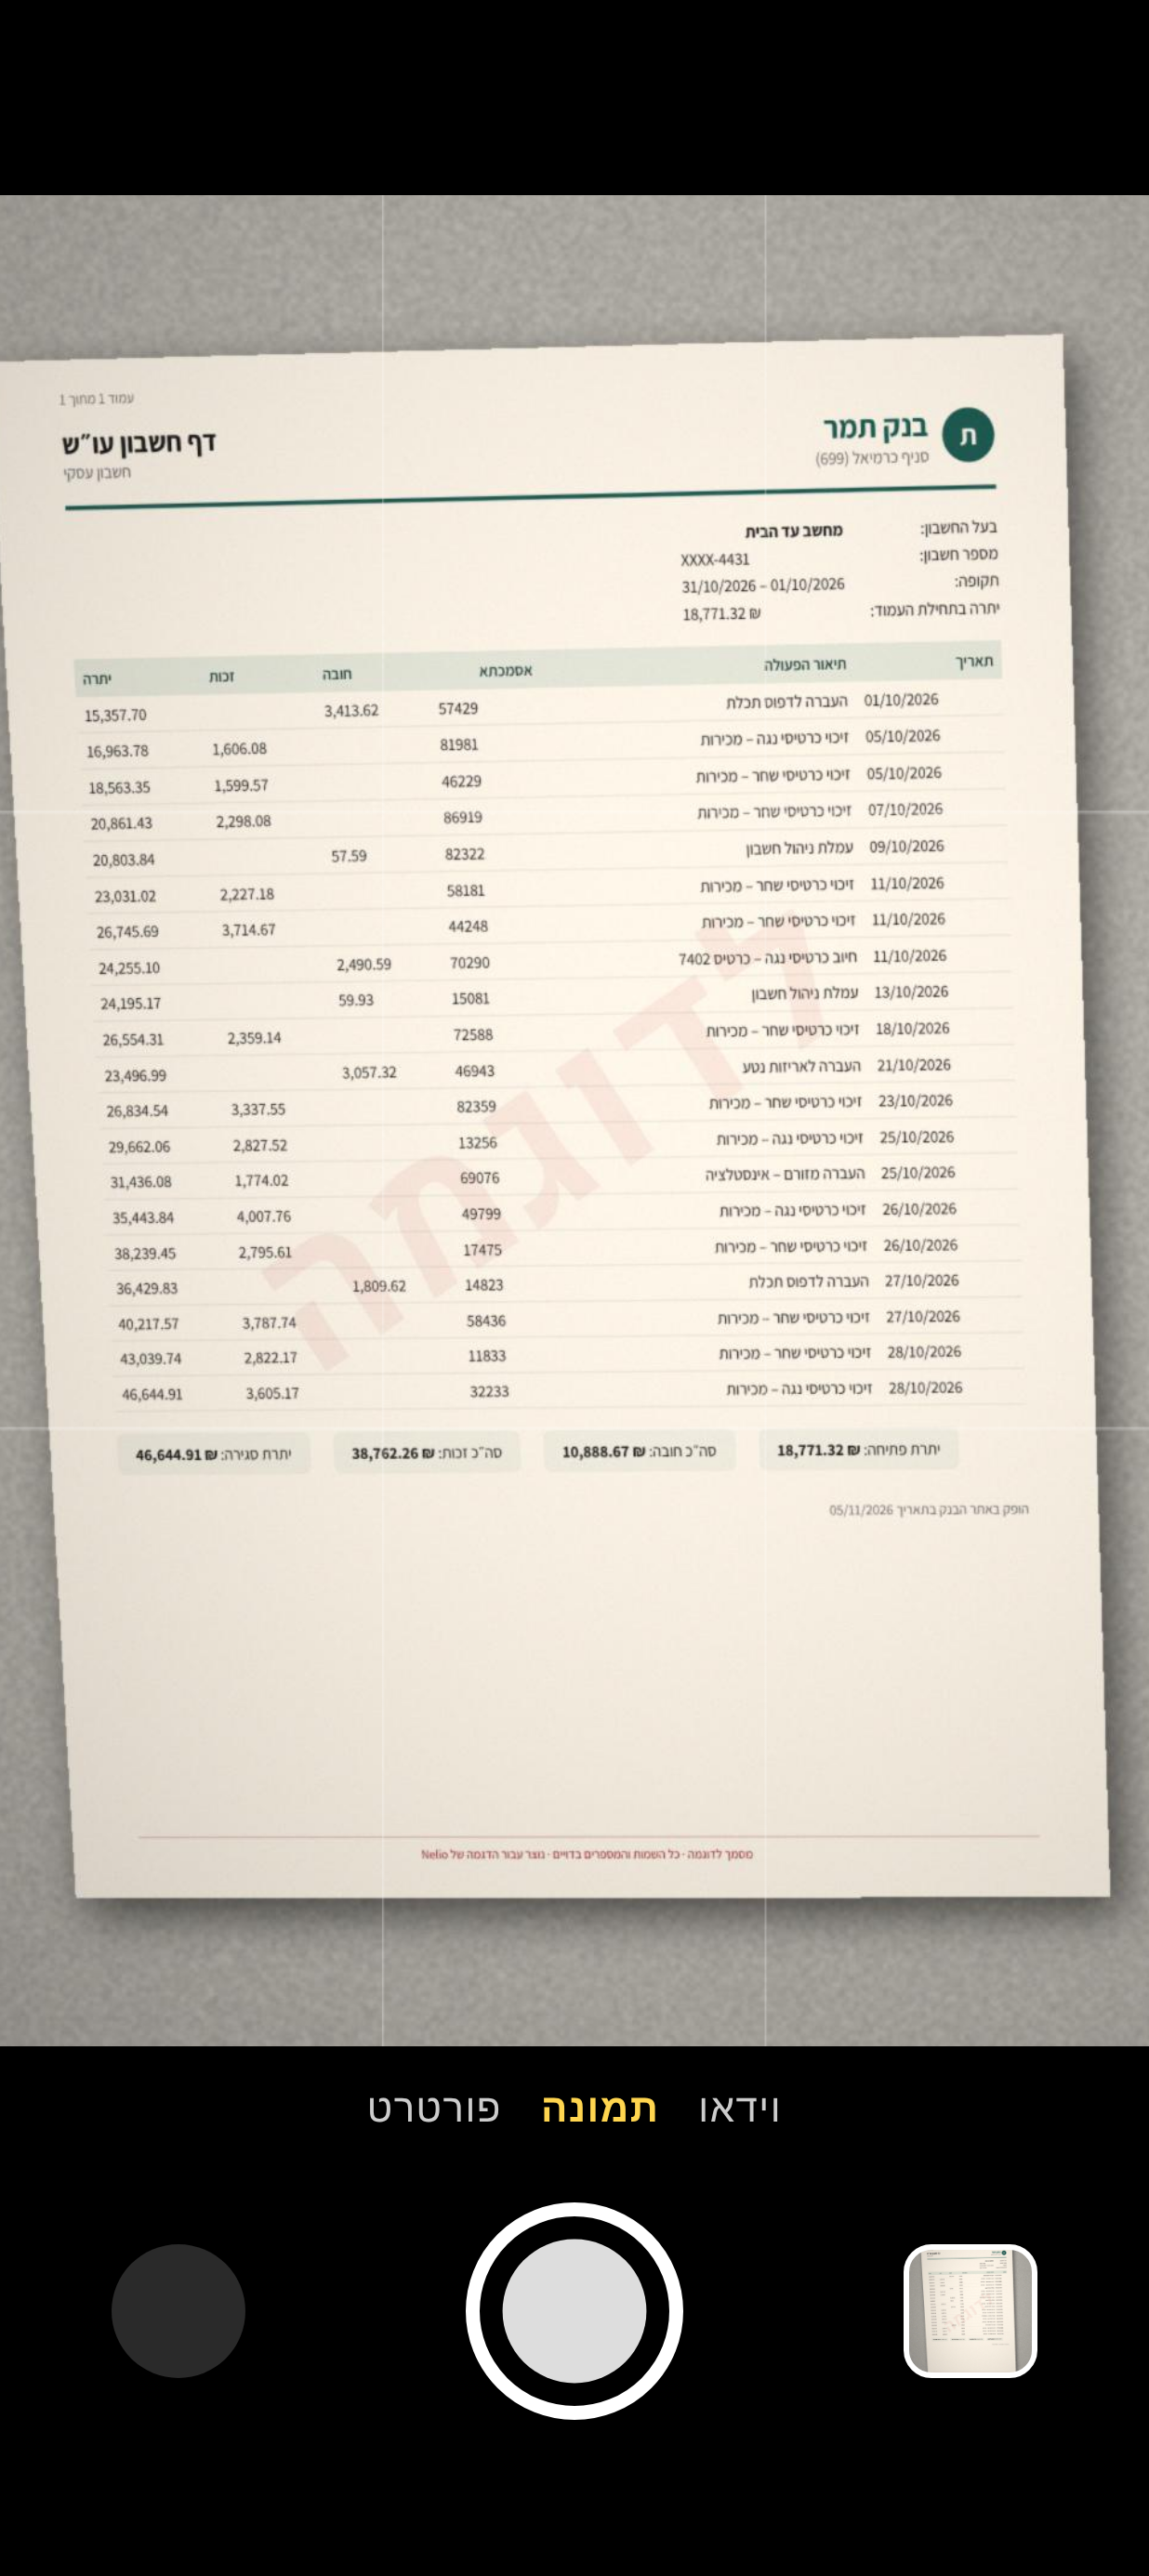 עמוד 1 מתוך 1
ת
בנק תמר
דף חשבון עו״ש
סניף כרמיאל (699)
חשבון עסקי
בעל החשבון: מחשב עד הבית
מספר חשבון: XXXX-4431
תקופה: 01/10/2026 – 31/10/2026
יתרה בתחילת העמוד: ₪ 18,771.32
תאריך תיאור הפעולה אסמכתא חובה זכות יתרה
01/10/2026 העברה לדפוס תכלת 57429 3,413.62 15,357.70
05/10/2026 זיכוי כרטיסי נגה – מכירות 81981 1,606.08 16,963.78
05/10/2026 זיכוי כרטיסי שחר – מכירות 46229 1,599.57 18,563.35
07/10/2026 זיכוי כרטיסי שחר – מכירות 86919 2,298.08 20,861.43
09/10/2026 עמלת ניהול חשבון 82322 57.59 20,803.84
11/10/2026 זיכוי כרטיסי שחר – מכירות 58181 2,227.18 23,031.02
11/10/2026 זיכוי כרטיסי שחר – מכירות 44248 3,714.67 26,745.69
11/10/2026 חיוב כרטיסי נגה – כרטיס 7402 70290 2,490.59 24,255.10
13/10/2026 עמלת ניהול חשבון 15081 59.93 24,195.17
18/10/2026 זיכוי כרטיסי שחר – מכירות 72588 2,359.14 26,554.31
21/10/2026 העברה לאריזות נטע 46943 3,057.32 23,496.99
23/10/2026 זיכוי כרטיסי שחר – מכירות 82359 3,337.55 26,834.54
25/10/2026 זיכוי כרטיסי נגה – מכירות 13256 2,827.52 29,662.06
25/10/2026 העברה מזורם – אינסטלציה 69076 1,774.02 31,436.08
26/10/2026 זיכוי כרטיסי נגה – מכירות 49799 4,007.76 35,443.84
26/10/2026 זיכוי כרטיסי שחר – מכירות 17475 2,795.61 38,239.45
27/10/2026 העברה לדפוס תכלת 14823 1,809.62 36,429.83
27/10/2026 זיכוי כרטיסי שחר – מכירות 58436 3,787.74 40,217.57
28/10/2026 זיכוי כרטיסי שחר – מכירות 11833 2,822.17 43,039.74
28/10/2026 זיכוי כרטיסי נגה – מכירות 32233 3,605.17 46,644.91
יתרת פתיחה: ₪ 18,771.32 סה״כ חובה: ₪ 10,888.67 סה״כ זכות: ₪ 38,762.26 יתרת סגירה: ₪ 46,644.91
הופק באתר הבנק בתאריך 05/11/2026
לדוגמה
מסמך לדוגמה · כל השמות והמספרים בדויים · נוצר עבור הדגמה של Nelio
וידאו תמונה פורטרט